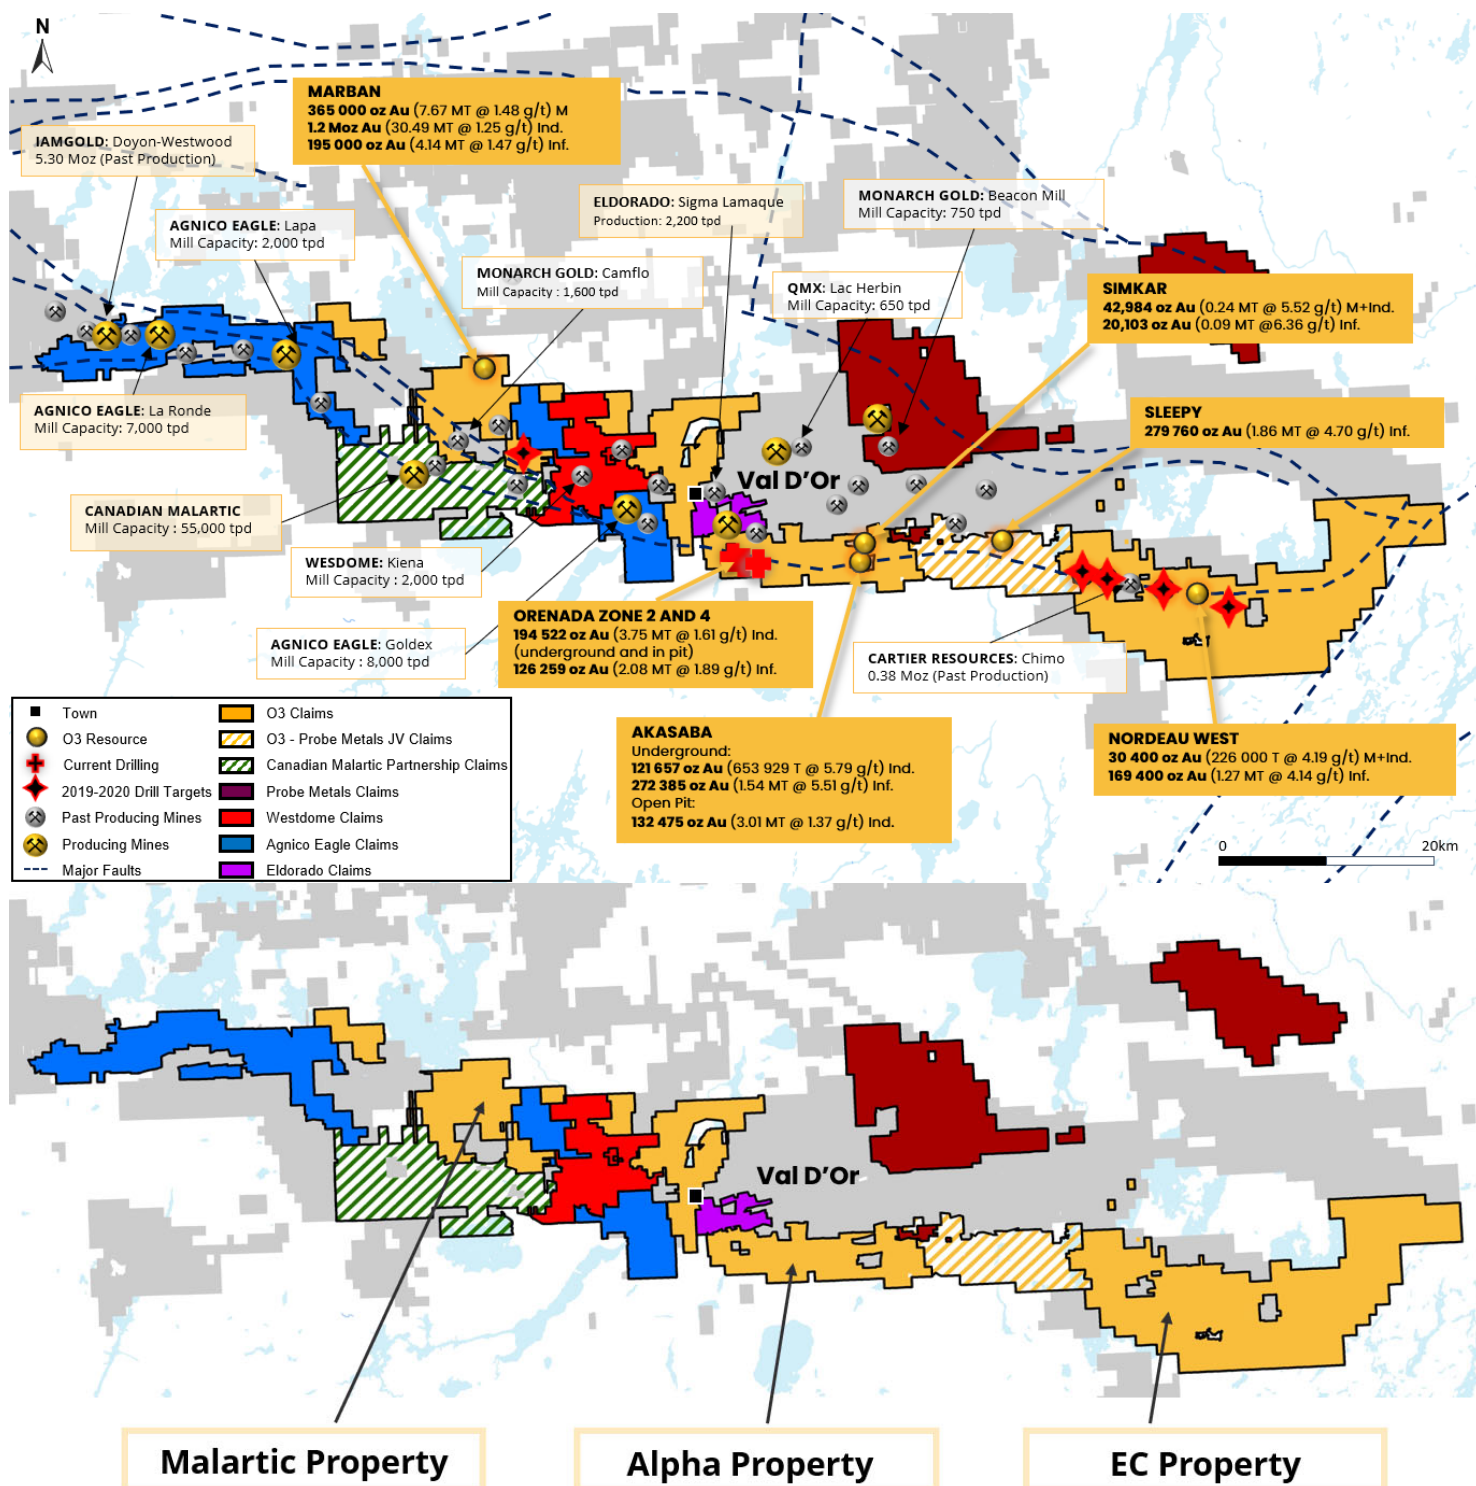 N
MARBAN
365 000 oz Au (7.67 MT @ 1.48 g/t) M
1.2 Moz Au (30.49 MT @ 1.25 g/t) Ind.
195 000 oz Au (4.14 MT @ 1.47 g/t) Inf.
IAMGOLD: Doyon-Westwood
5.30 Moz (Past Production)
AGNICO EAGLE: Lapa
Mill Capacity: 2,000 tpd
ELDORADO: Sigma Lamaque
Production: 2,200 tpd
MONARCH GOLD: Beacon Mill
Mill Capacity: 750 tpd
MONARCH GOLD: Camflo
Mill Capacity : 1,600 tpd
QMX: Lac Herbin
Mill Capacity: 650 tpd
SIMKAR
42,984 oz Au (0.24 MT @ 5.52 g/t) M+Ind.
20,103 oz Au (0.09 MT @6.36 g/t) Inf.
AGNICO EAGLE: La Ronde
Mill Capacity: 7,000 tpd
SLEEPY
279 760 oz Au (1.86 MT @ 4.70 g/t) Inf.
Val D'Or
CANADIAN MALARTIC
Mill Capacity : 55,000 tpd
WESDOME: Kiena
Mill Capacity : 2,000 tpd
ORENADA ZONE 2 AND 4
194 522 oz Au (3.75 MT @ 1.61 g/t) Ind.
(underground and in pit)
126 259 oz Au (2.08 MT @ 1.89 g/t) Inf.
AGNICO EAGLE: Goldex
Mill Capacity : 8,000 tpd
CARTIER RESOURCES: Chimo
0.38 Moz (Past Production)
AKASABA
Underground:
121 657 oz Au (653 929 T @ 5.79 g/t) Ind.
272 385 oz Au (1.54 MT @ 5.51 g/t) Inf.
Open Pit:
132 475 oz Au (3.01 MT @ 1.37 g/t) Ind.
NORDEAU WEST
30 400 oz Au (226 000 T @ 4.19 g/t) M+Ind.
169 400 oz Au (1.27 MT @ 4.14 g/t) Inf.
0 20km
Town
O3 Resource
Current Drilling
2019-2020 Drill Targets
Past Producing Mines
Producing Mines
Major Faults
O3 Claims
O3 - Probe Metals JV Claims
Canadian Malartic Partnership Claims
Probe Metals Claims
Westdome Claims
Agnico Eagle Claims
Eldorado Claims
Val D'Or
Malartic Property
Alpha Property
EC Property